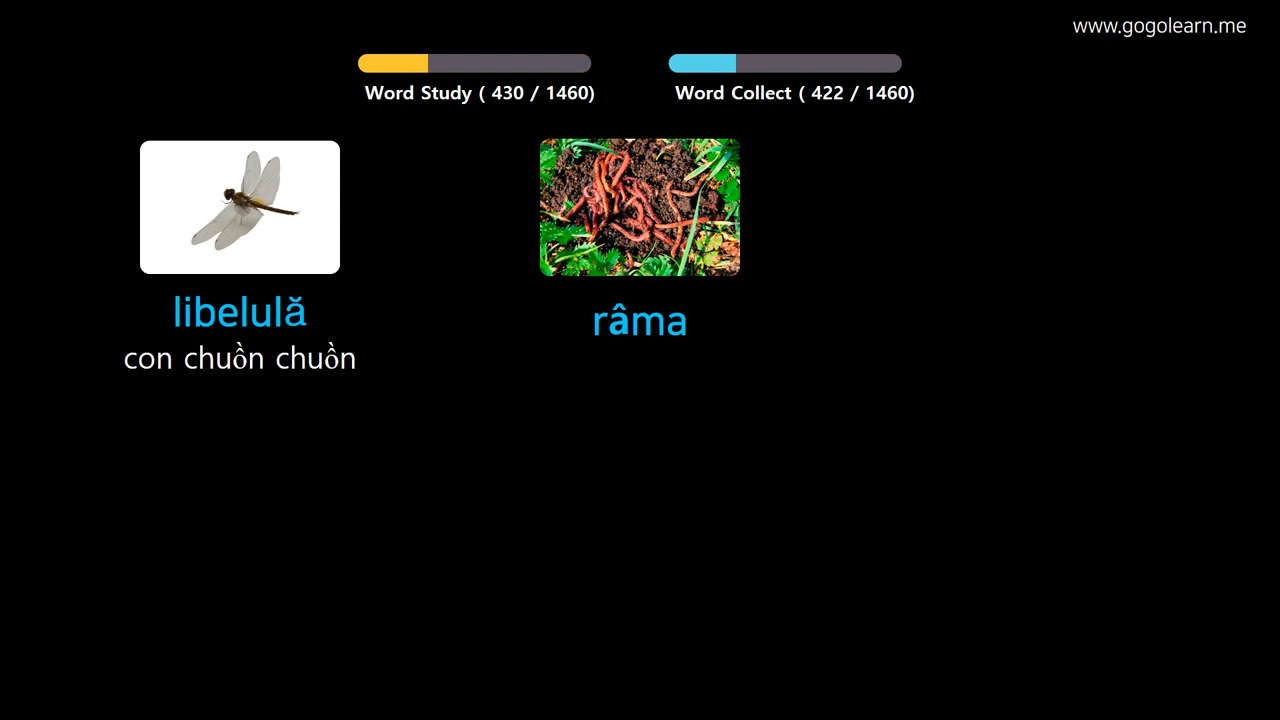 www.gogolearn.me
Word Study ( 430 / 1460)
Word Collect ( 422 / 1460)
libelulă
con chuồn chuồn
râma